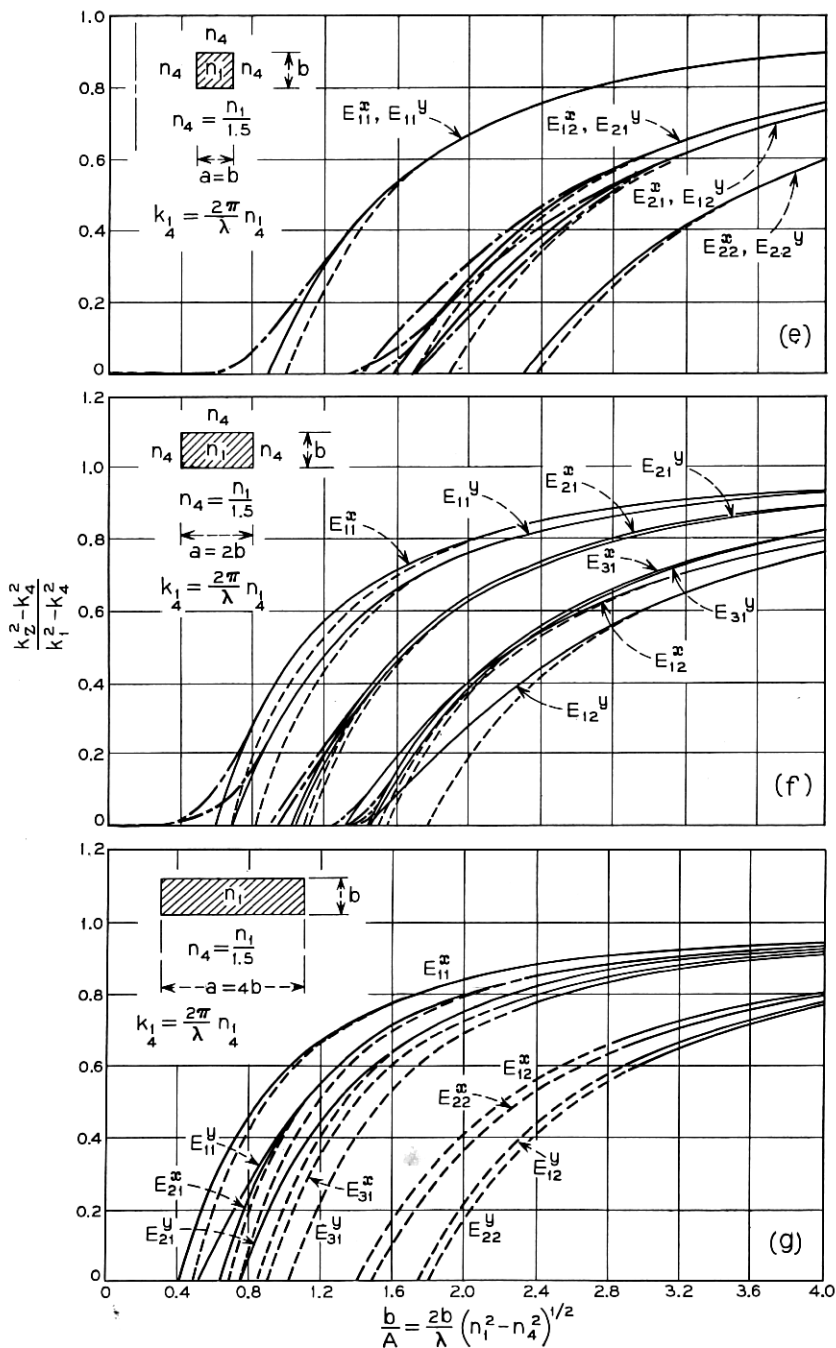 n₄
n₄ n₁ n₄ b
n₄ = n₁/1.5
a=b
k₁/₄ = 2π/λ n₁/₄
E₁₁ˣ, E₁₁ʸ
E₁₂ˣ, E₂₁ʸ
E₂₁ˣ, E₁₂ʸ
E₂₂ˣ, E₂₂ʸ
1.0
0.8
0.6
0.4
0.2
0
(e)
n₄
n₄ n₁ n₄ b
n₄ = n₁/1.5
a=2b
k₁/₄ = 2π/λ n₁/₄
E₁₁ˣ
E₁₁ʸ
E₂₁ˣ
E₂₁ʸ
E₃₁ˣ
E₃₁ʸ
E₁₂ˣ
E₁₂ʸ
1.2
1.0
0.8
0.6
0.4
0.2
0
(f)
k_z²−k₄²/k₁²−k₄²
n₁ b
n₄ = n₁/1.5
a=4b
k₁/₄ = 2π/λ n₁/₄
E₁₁ˣ
E₁₁ʸ
E₂₁ˣ
E₂₁ʸ
E₃₁ˣ
E₃₁ʸ
E₁₂ˣ
E₂₂ˣ
E₁₂ʸ
E₂₂ʸ
1.2
1.0
0.8
0.6
0.4
0.2
0
(g)
0 0.4 0.8 1.2 1.6 2.0 2.4 2.8 3.2 3.6 4.0
b/A = 2b/λ (n₁²−n₄²)^1/2